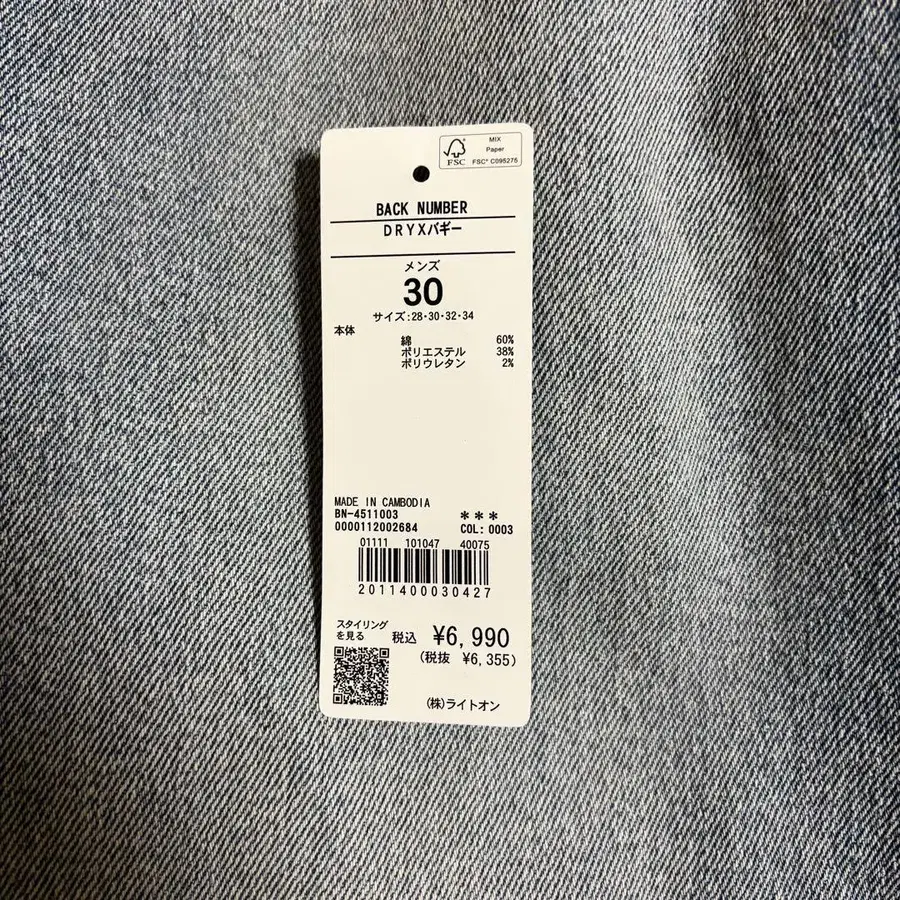 MIX
Paper
FSC
FSC® C095275
BACK NUMBER
DRYXバギー
メンズ
30
サイズ:28・30・32・34
本体
綿 60%
ポリエステル 38%
ポリウレタン 2%
MADE IN CAMBODIA
BN-4511003 ***
0000112002684 COL: 0003
01111 101047 40075
2011400030427
スタイリング
を見る 税込 ¥6,990
(税抜 ¥6,355)
(株)ライトオン